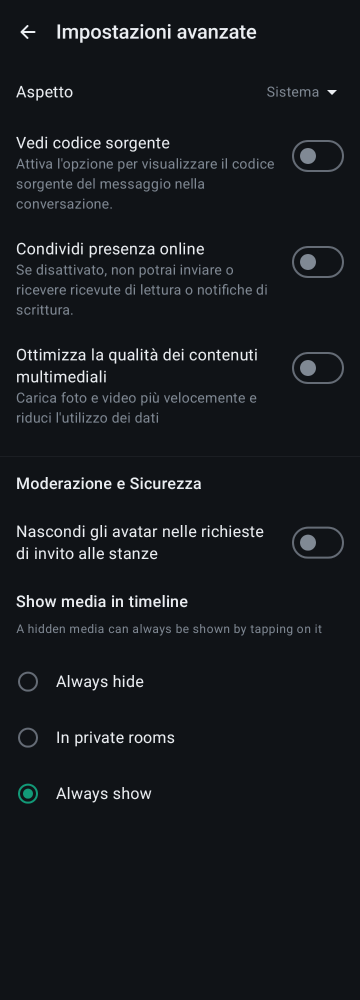 Impostazioni avanzate
Aspetto
Sistema
Vedi codice sorgente
Attiva l'opzione per visualizzare il codice
sorgente del messaggio nella
conversazione.
Condividi presenza online
Se disattivato, non potrai inviare o
ricevere ricevute di lettura o notifiche di
scrittura.
Ottimizza la qualità dei contenuti
multimediali
Carica foto e video più velocemente e
riduci l'utilizzo dei dati
Moderazione e Sicurezza
Nascondi gli avatar nelle richieste
di invito alle stanze
Show media in timeline
A hidden media can always be shown by tapping on it
Always hide
In private rooms
Always show